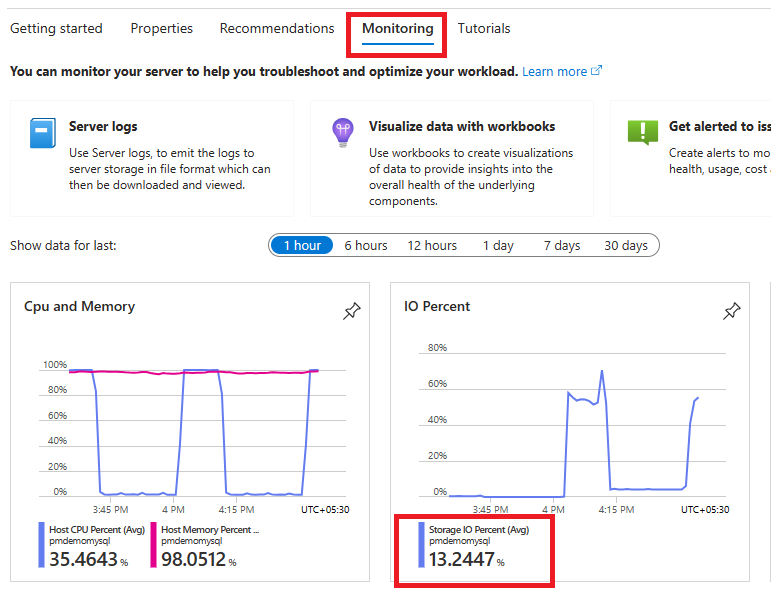 Getting started Properties Recommendations Monitoring Tutorials
You can monitor your server to help you troubleshoot and optimize your workload. Learn more
Server logs
Use Server logs, to emit the logs to
server storage in file format which can
then be downloaded and viewed.
Visualize data with workbooks
Use workbooks to create visualizations
of data to provide insights into the
overall health of the underlying
components.
Get alerted to iss
Create alerts to mo
health, usage, cost
Show data for last: 1 hour 6 hours 12 hours 1 day 7 days 30 days
Cpu and Memory
100%
80%
60%
40%
20%
0%
3:45 PM 4 PM 4:15 PM UTC+05:30
Host CPU Percent (Avg)
pmdemomysql
35.4643 %
Host Memory Percent ...
pmdemomysql
98.0512 %
IO Percent
80%
60%
40%
20%
0%
3:45 PM 4 PM 4:15 PM UTC+05:30
Storage IO Percent (Avg)
pmdemomysql
13.2447 %